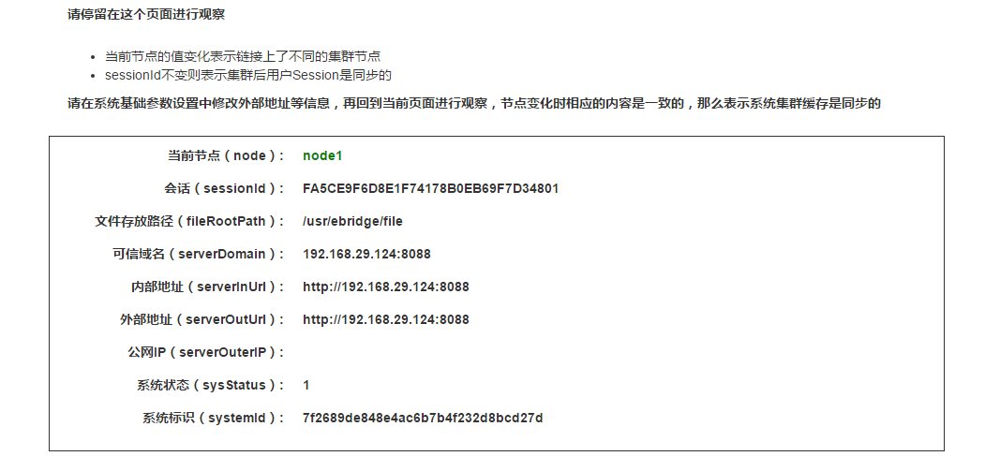 请停留在这个页面进行观察
当前节点的值变化表示链接上了不同的集群节点
sessionId不变则表示集群后用户Session是同步的
请在系统基础参数设置中修改外部地址等信息，再回到当前页面进行观察，节点变化时相应的内容是一致的，那么表示系统集群缓存是同步的
当前节点（node）： node1
会话（sessionId）： FA5CE9F6D8E1F74178B0EB69F7D34801
文件存放路径（fileRootPath）： /usr/ebridge/file
可信域名（serverDomain）： 192.168.29.124:8088
内部地址（serverInUrl）： http://192.168.29.124:8088
外部地址（serverOutUrl）： http://192.168.29.124:8088
公网IP（serverOuterIP）：
系统状态（sysStatus）： 1
系统标识（systemId）： 7f2689de848e4ac6b7b4f232d8bcd27d